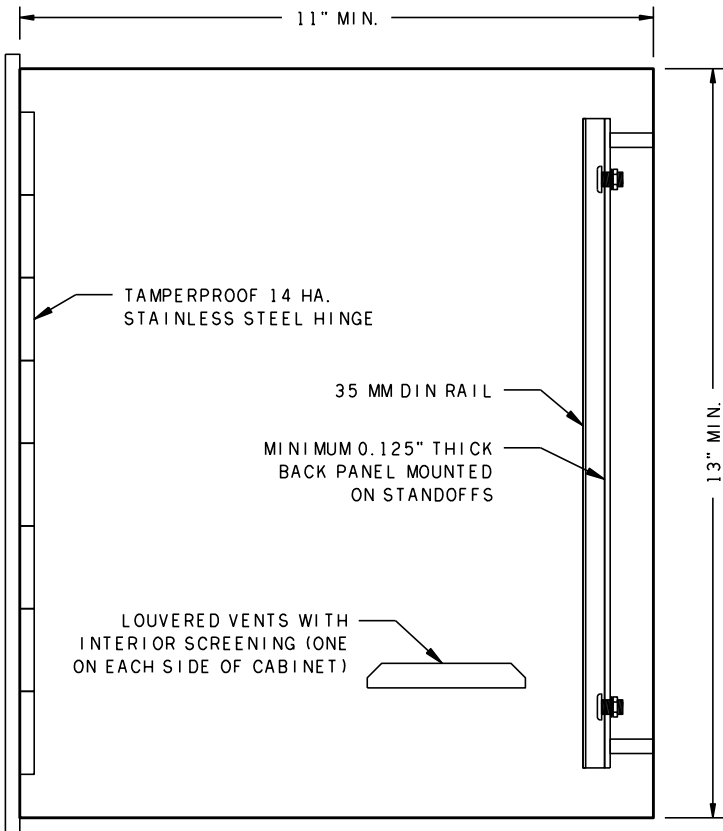 11" MIN.
TAMPERPROOF 14 HA.
STAINLESS STEEL HINGE
35 MM DIN RAIL
MINIMUM 0.125" THICK
BACK PANEL MOUNTED
ON STANDOFFS
13" MIN.
LOUVERED VENTS WITH
INTERIOR SCREENING (ONE
ON EACH SIDE OF CABINET)